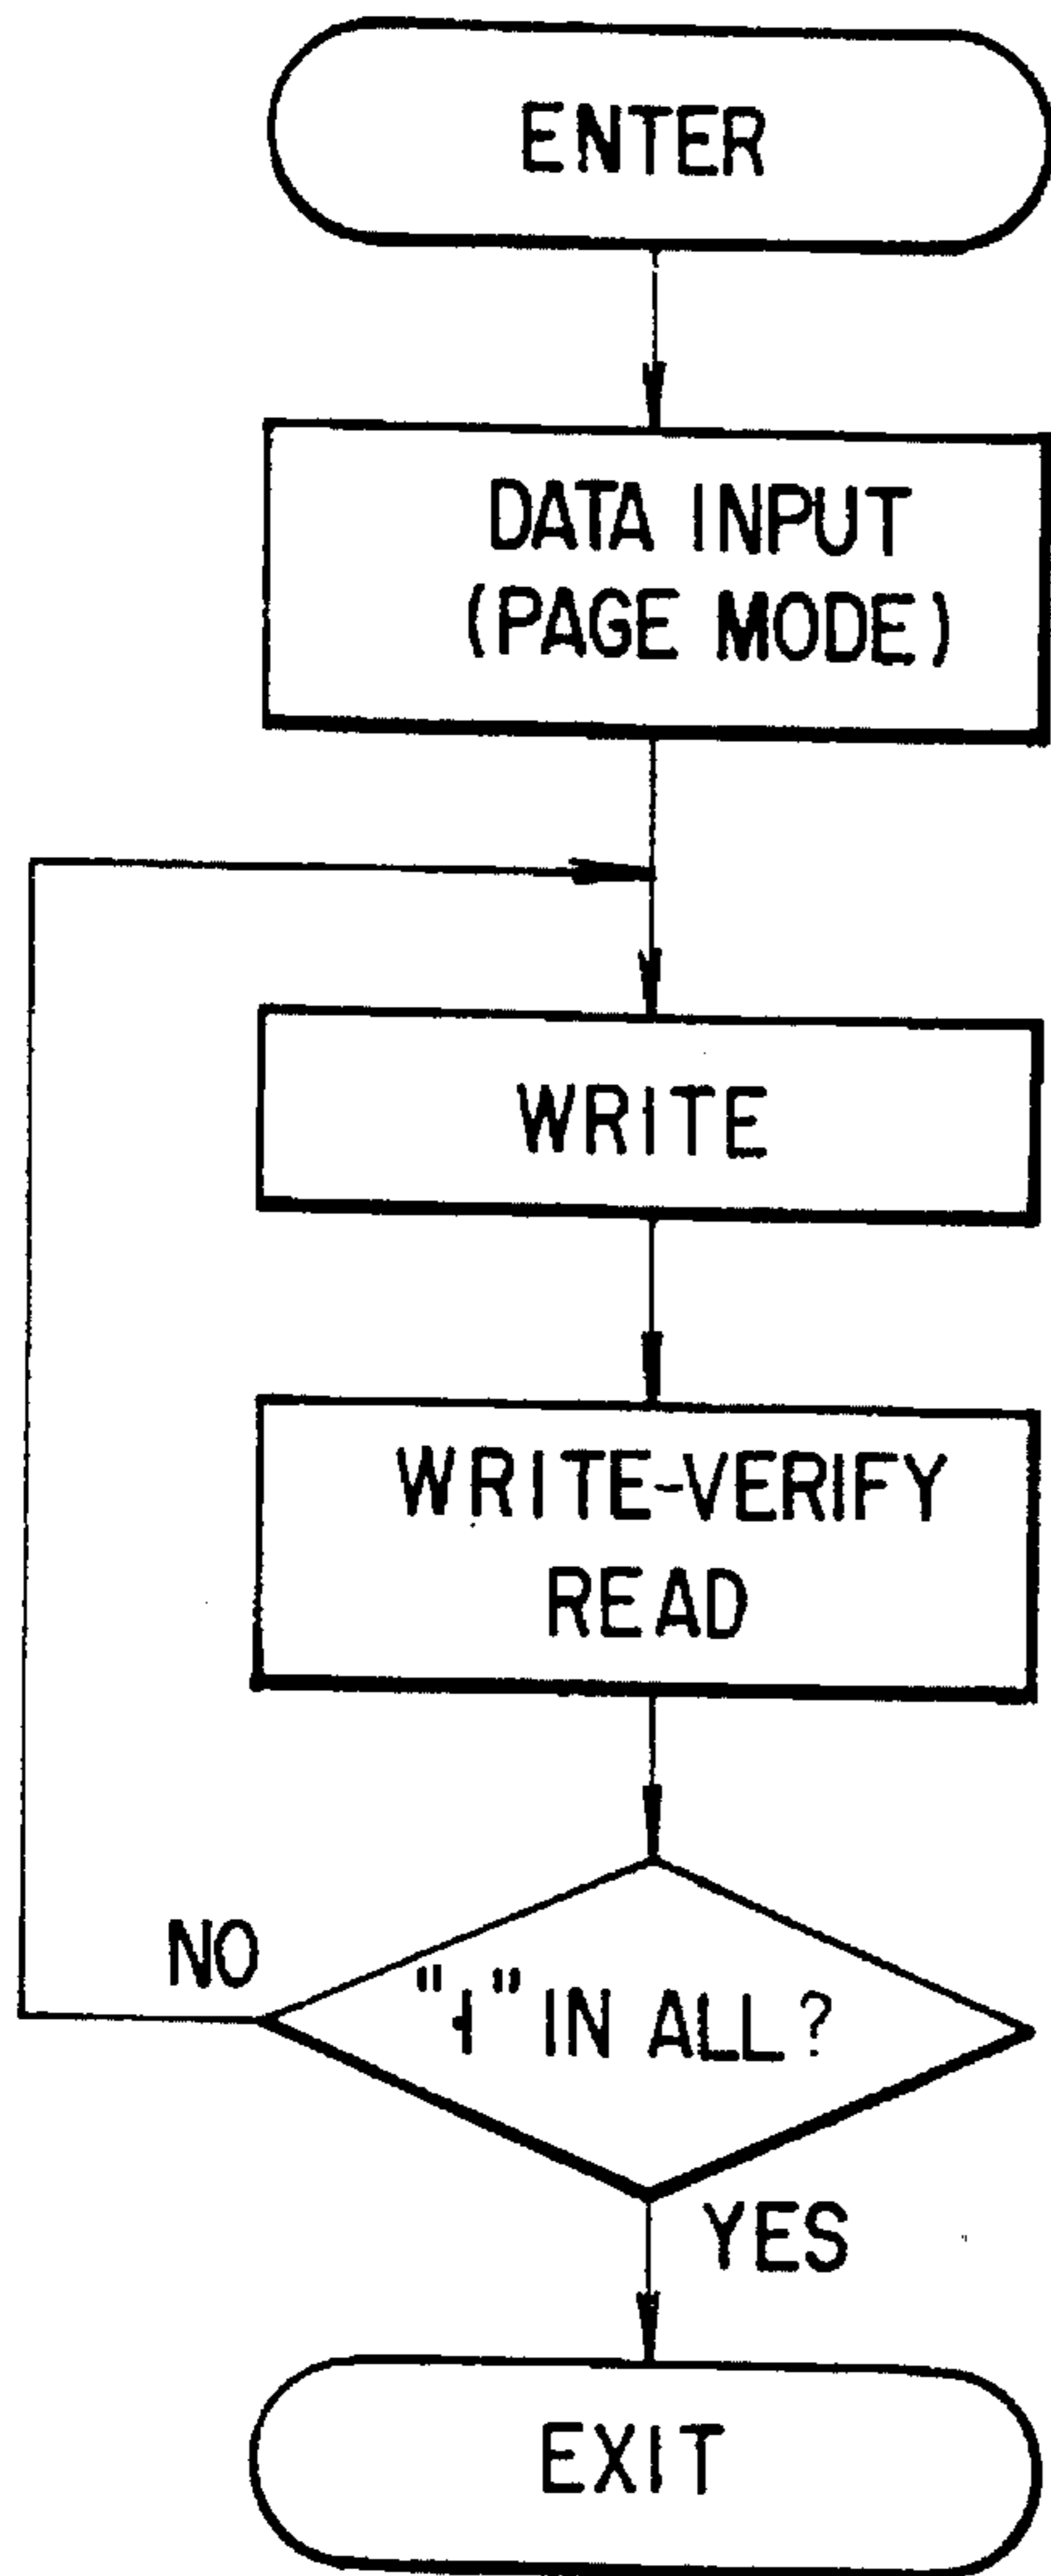 ENTER
DATA INPUT
(PAGE MODE)
WRITE
WRITE-VERIFY
READ
NO
"1" IN ALL?
YES
EXIT